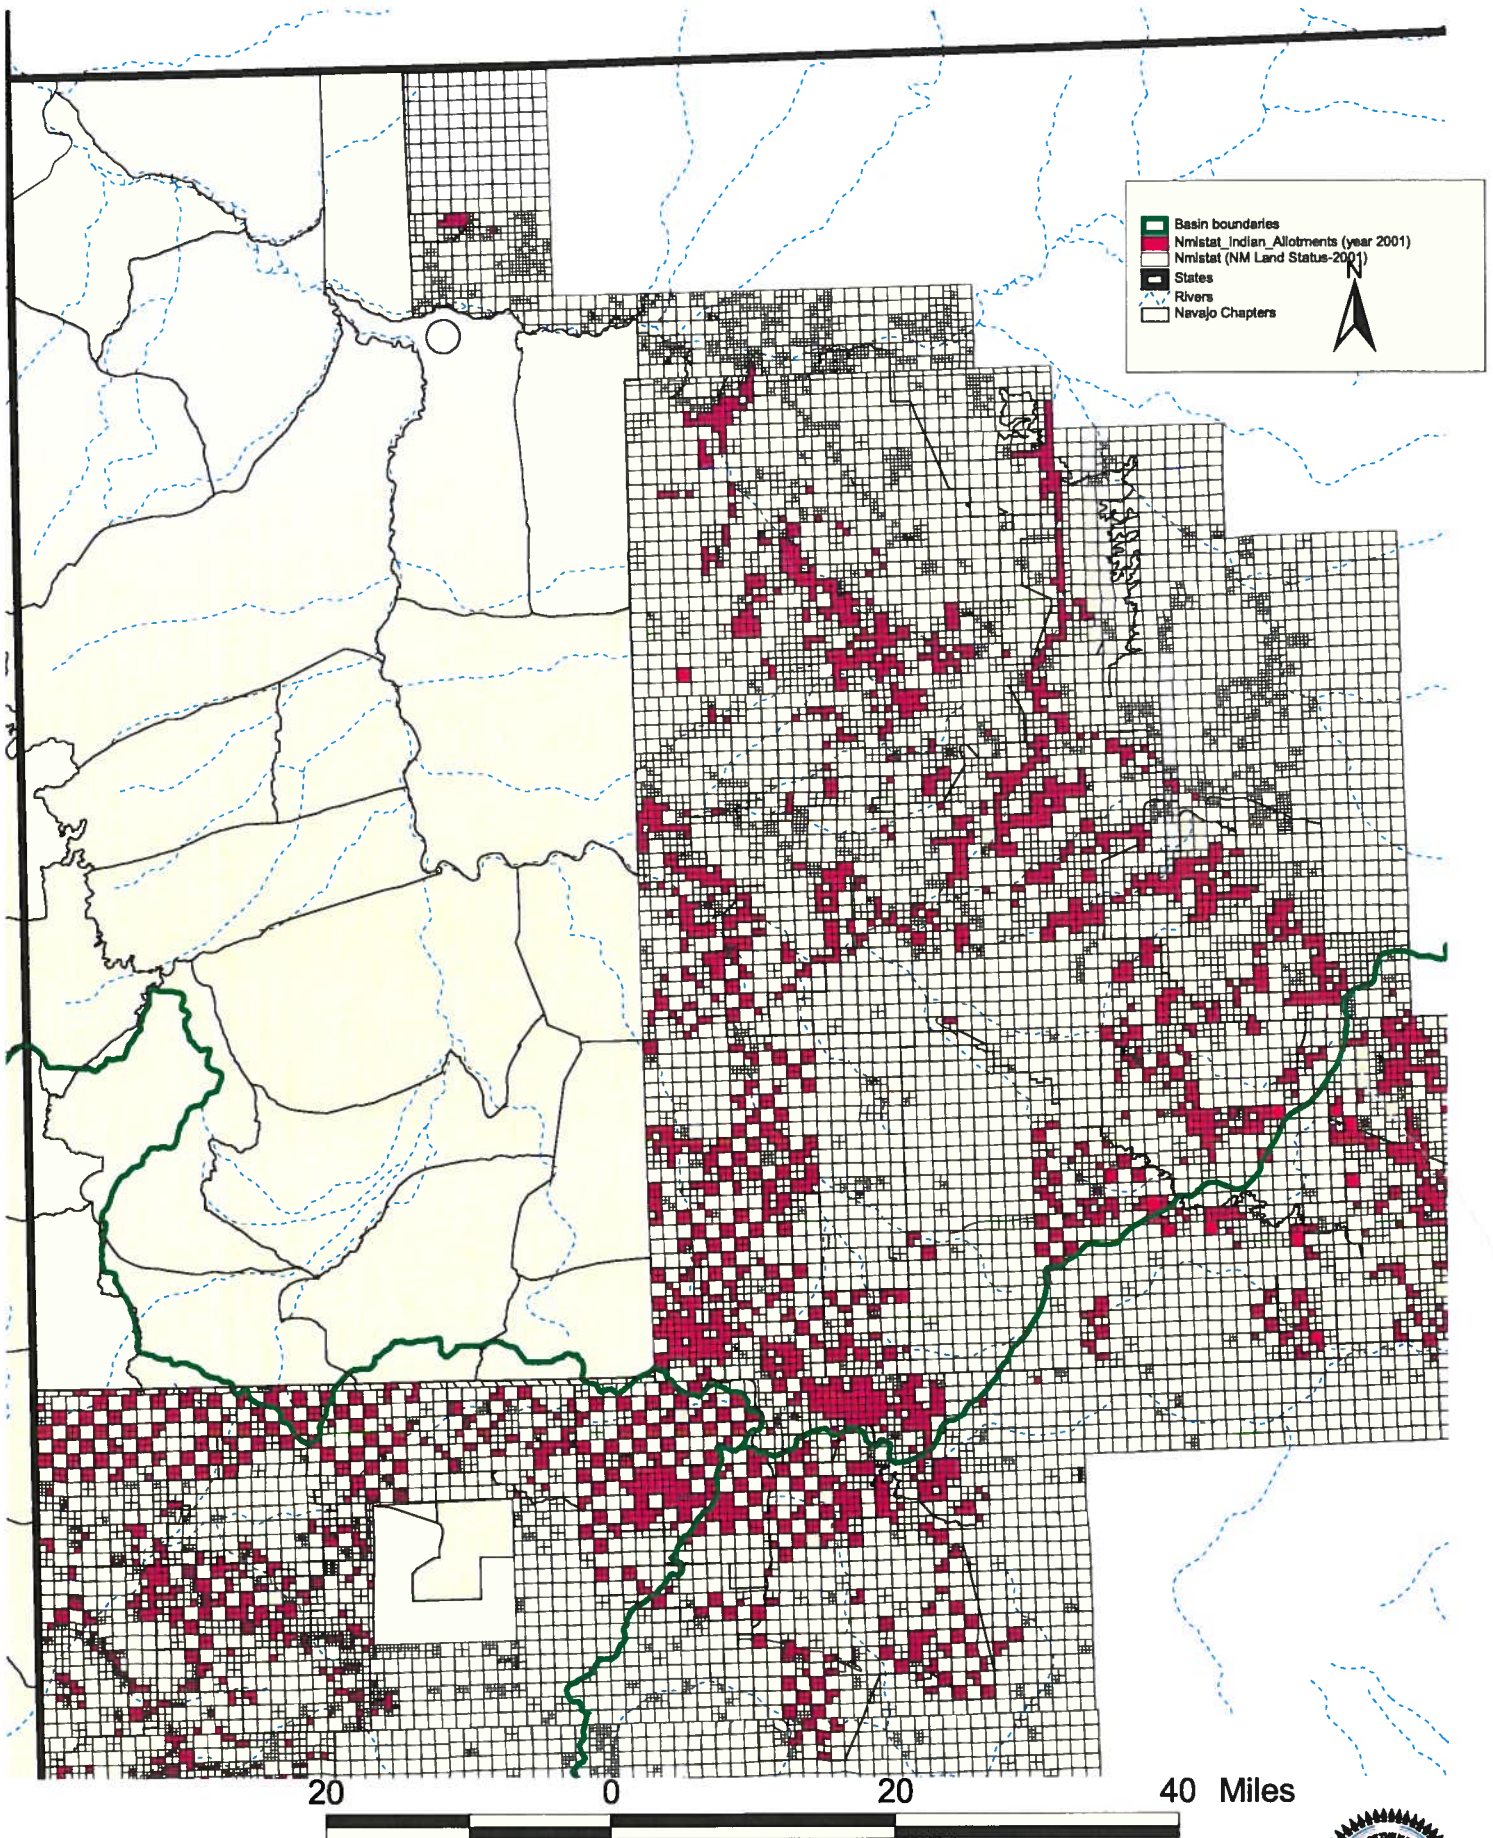 Basin boundaries
Nmlstat_Indian_Allotments (year 2001)
Nmlstat (NM Land Status-2001)
N
States
Rivers
Navajo Chapters
20 0 20 40 Miles